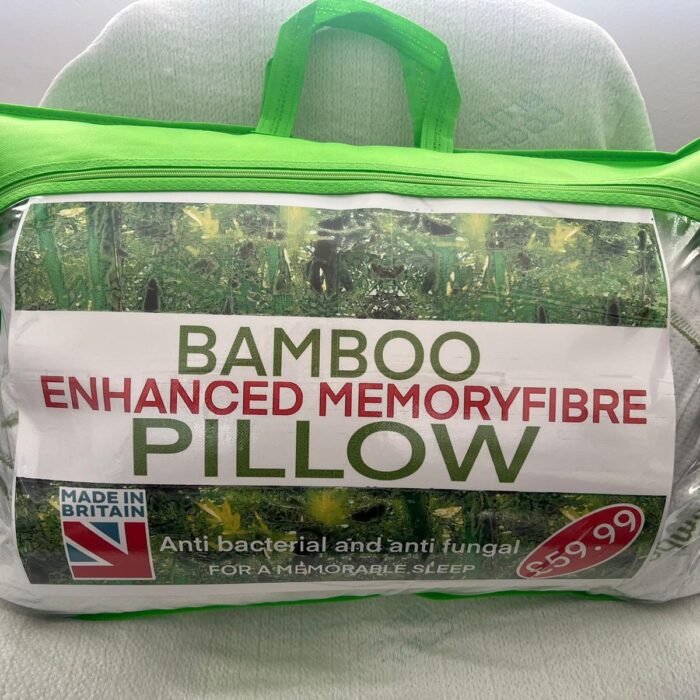 BAMBOO
ENHANCED MEMORYFIBRE
PILLOW
MADE IN
BRITAIN
Anti bacterial and anti fungal
FOR A MEMORABLE SLEEP
£59.99